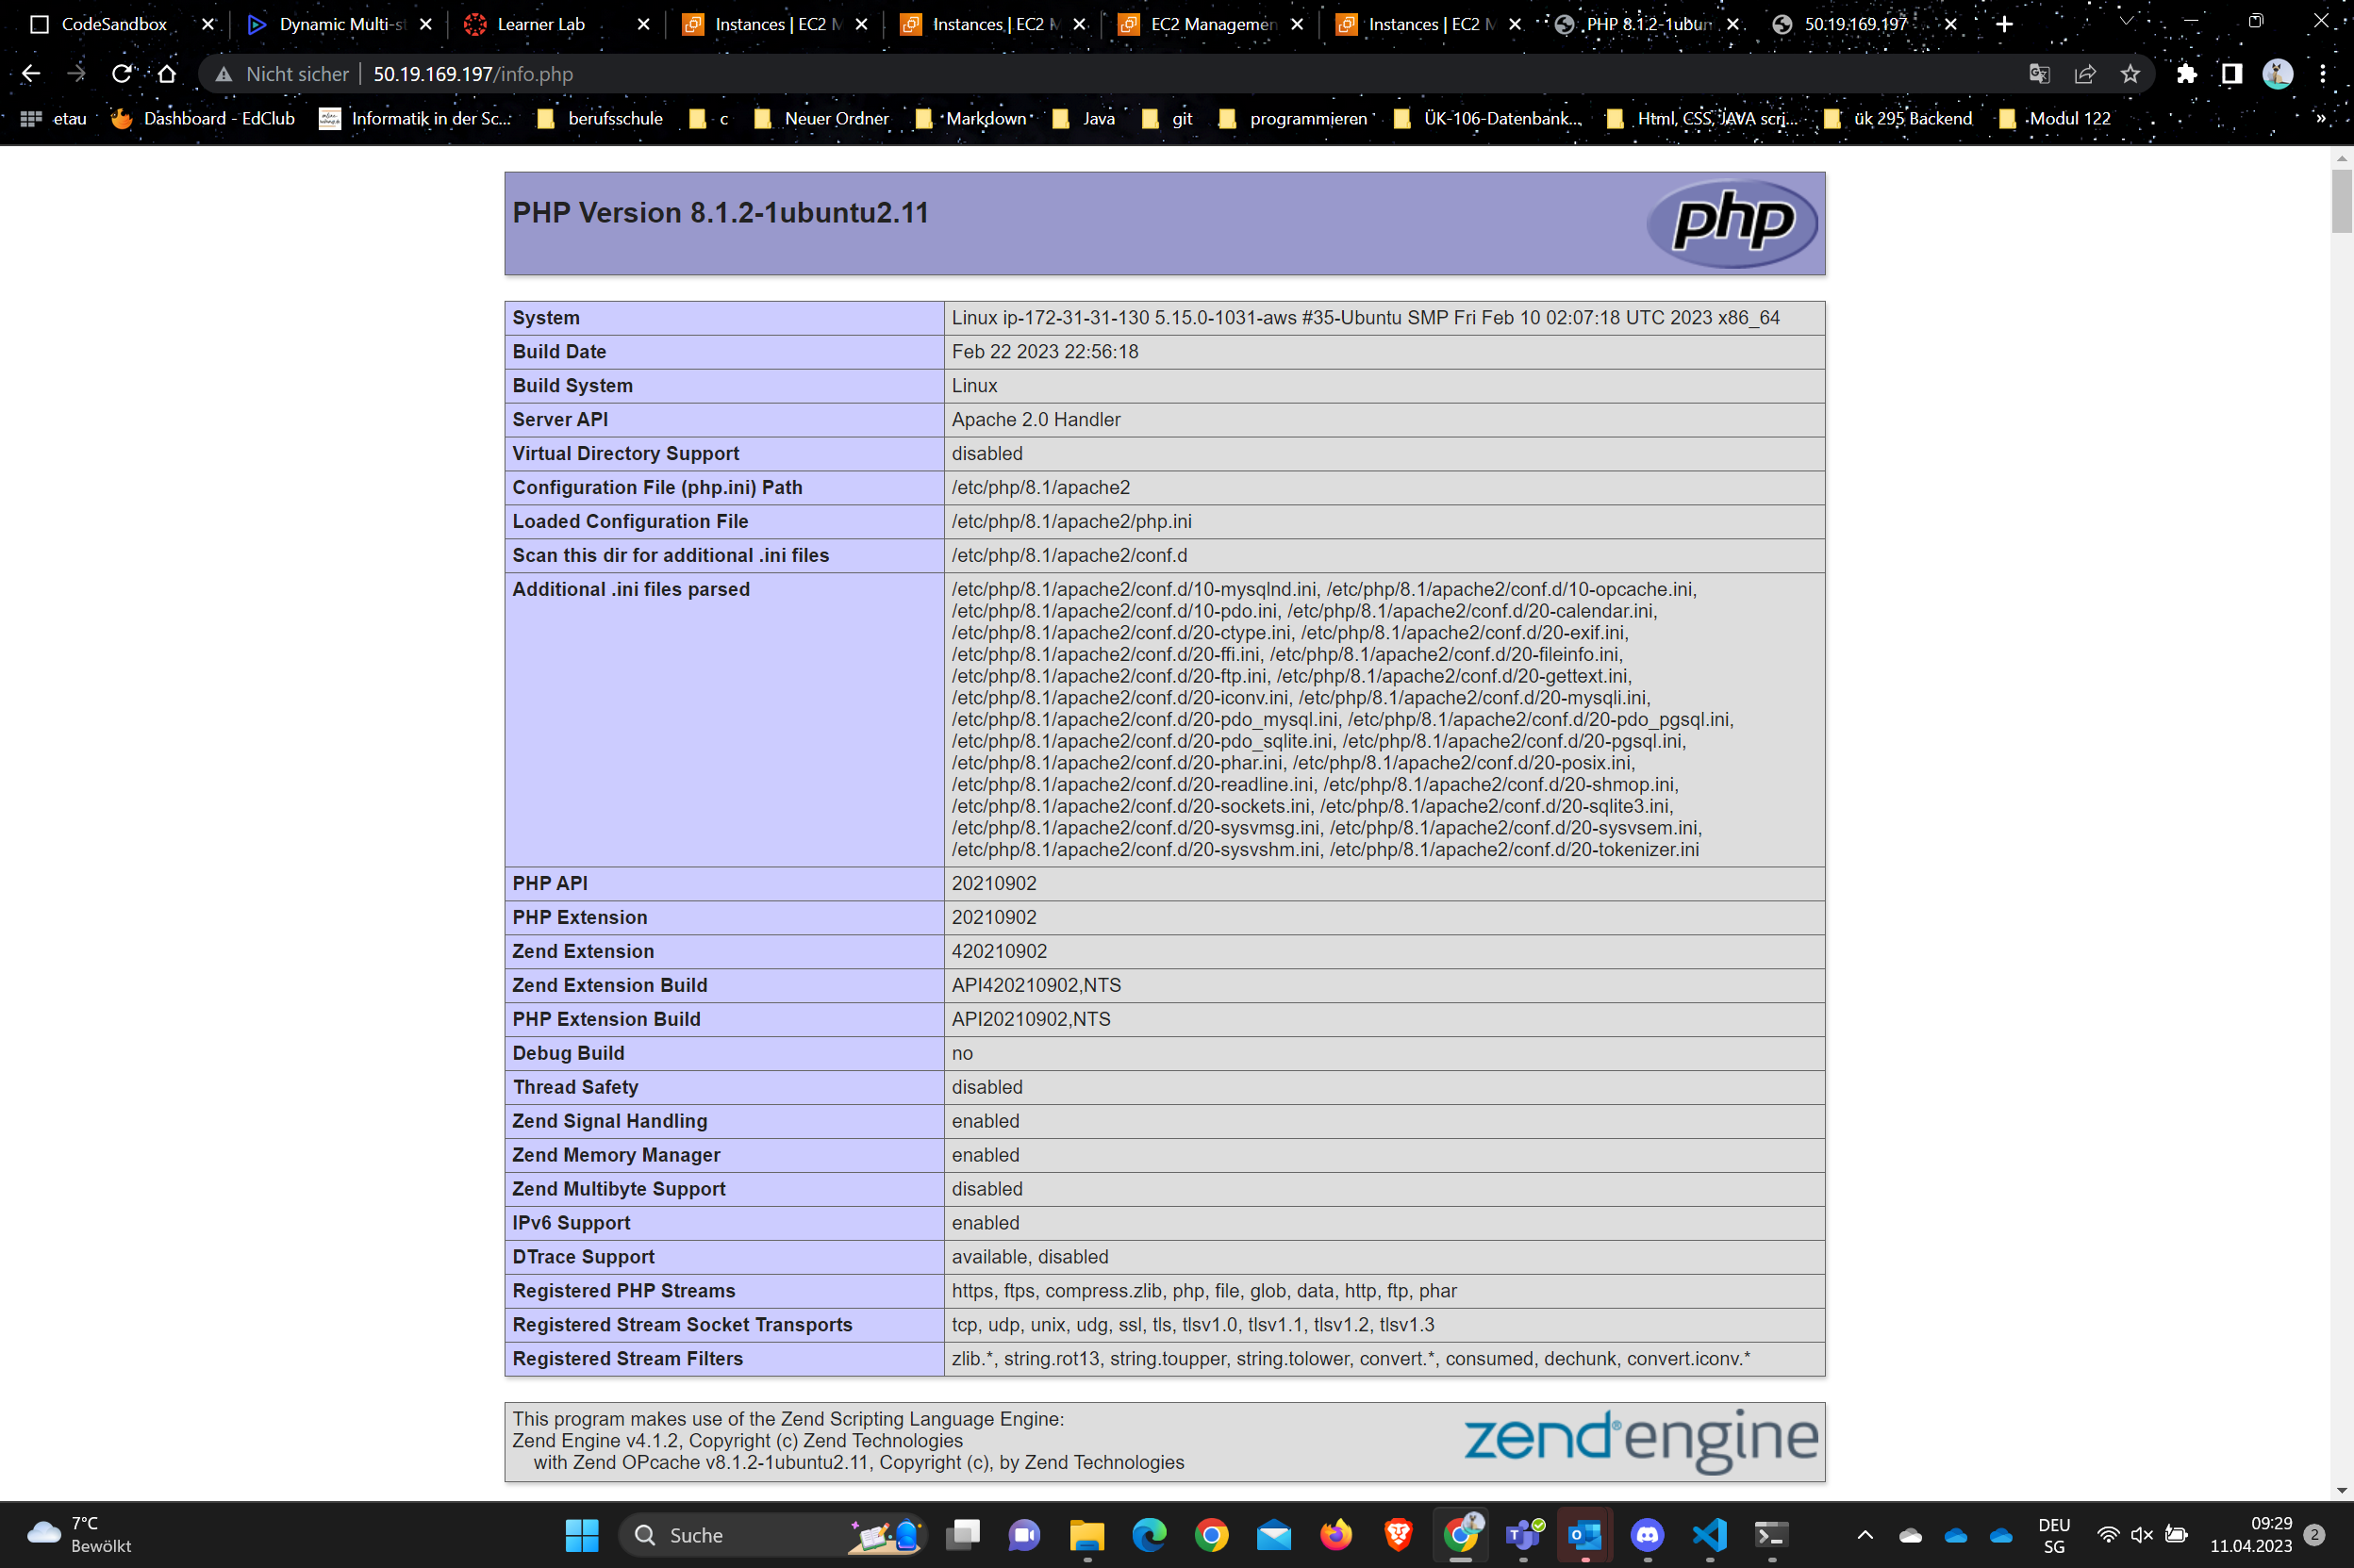 CodeSandbox
Dynamic Multi-st
Learner Lab
Instances | EC2 M
Instances | EC2 M
EC2 Managemen
Instances | EC2 M
PHP 8.1.2-1ubun
50.19.169.197
Nicht sicher
50.19.169.197/info.php
etau
Dashboard - EdClub
Informatik in der Sc...
berufsschule
c
Neuer Ordner
Markdown
Java
git
programmieren
ÜK-106-Datenbank...
Html, CSS, JAVA scri...
ük 295 Backend
Modul 122
»
PHP Version 8.1.2-1ubuntu2.11
php
System Linux ip-172-31-31-130 5.15.0-1031-aws #35-Ubuntu SMP Fri Feb 10 02:07:18 UTC 2023 x86_64
Build Date Feb 22 2023 22:56:18
Build System Linux
Server API Apache 2.0 Handler
Virtual Directory Support disabled
Configuration File (php.ini) Path /etc/php/8.1/apache2
Loaded Configuration File /etc/php/8.1/apache2/php.ini
Scan this dir for additional .ini files /etc/php/8.1/apache2/conf.d
Additional .ini files parsed /etc/php/8.1/apache2/conf.d/10-mysqlnd.ini, /etc/php/8.1/apache2/conf.d/10-opcache.ini,
/etc/php/8.1/apache2/conf.d/10-pdo.ini, /etc/php/8.1/apache2/conf.d/20-calendar.ini,
/etc/php/8.1/apache2/conf.d/20-ctype.ini, /etc/php/8.1/apache2/conf.d/20-exif.ini,
/etc/php/8.1/apache2/conf.d/20-ffi.ini, /etc/php/8.1/apache2/conf.d/20-fileinfo.ini,
/etc/php/8.1/apache2/conf.d/20-ftp.ini, /etc/php/8.1/apache2/conf.d/20-gettext.ini,
/etc/php/8.1/apache2/conf.d/20-iconv.ini, /etc/php/8.1/apache2/conf.d/20-mysqli.ini,
/etc/php/8.1/apache2/conf.d/20-pdo_mysql.ini, /etc/php/8.1/apache2/conf.d/20-pdo_pgsql.ini,
/etc/php/8.1/apache2/conf.d/20-pdo_sqlite.ini, /etc/php/8.1/apache2/conf.d/20-pgsql.ini,
/etc/php/8.1/apache2/conf.d/20-phar.ini, /etc/php/8.1/apache2/conf.d/20-posix.ini,
/etc/php/8.1/apache2/conf.d/20-readline.ini, /etc/php/8.1/apache2/conf.d/20-shmop.ini,
/etc/php/8.1/apache2/conf.d/20-sockets.ini, /etc/php/8.1/apache2/conf.d/20-sqlite3.ini,
/etc/php/8.1/apache2/conf.d/20-sysvmsg.ini, /etc/php/8.1/apache2/conf.d/20-sysvsem.ini,
/etc/php/8.1/apache2/conf.d/20-sysvshm.ini, /etc/php/8.1/apache2/conf.d/20-tokenizer.ini
PHP API 20210902
PHP Extension 20210902
Zend Extension 420210902
Zend Extension Build API420210902,NTS
PHP Extension Build API20210902,NTS
Debug Build no
Thread Safety disabled
Zend Signal Handling enabled
Zend Memory Manager enabled
Zend Multibyte Support disabled
IPv6 Support enabled
DTrace Support available, disabled
Registered PHP Streams https, ftps, compress.zlib, php, file, glob, data, http, ftp, phar
Registered Stream Socket Transports tcp, udp, unix, udg, ssl, tls, tlsv1.0, tlsv1.1, tlsv1.2, tlsv1.3
Registered Stream Filters zlib.*, string.rot13, string.toupper, string.tolower, convert.*, consumed, dechunk, convert.iconv.*
This program makes use of the Zend Scripting Language Engine:
Zend Engine v4.1.2, Copyright (c) Zend Technologies
with Zend OPcache v8.1.2-1ubuntu2.11, Copyright (c), by Zend Technologies
zend® engine
7°C
Bewölkt
Suche
DEU
SG
09:29
11.04.2023
2